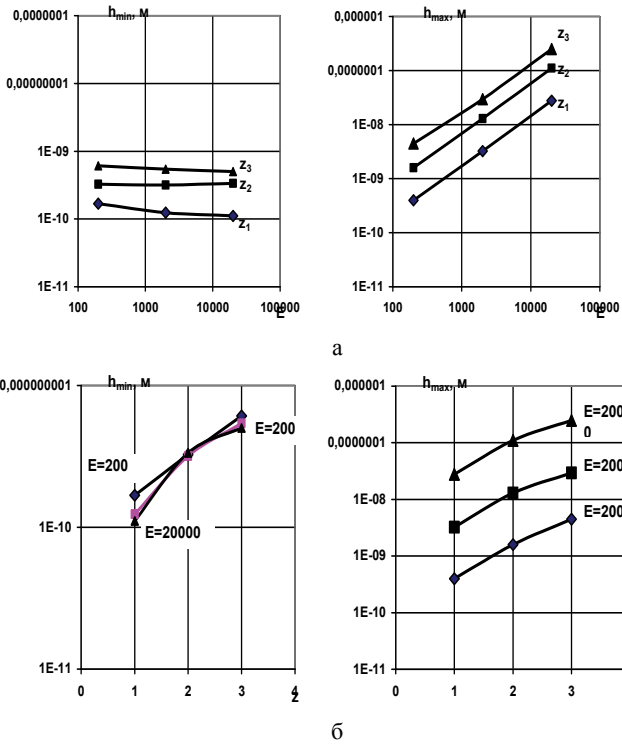 h_min, м
0,0000001
0,00000001
1E-09
1E-10
1E-11
z_3
z_2
z_1
100 1000 10000 100000
E
h_max, м
0,000001
0,0000001
1E-08
1E-09
1E-10
1E-11
z_3
z_2
z_1
100 1000 10000 100000
E
а
h_min, м
0,000000001
1E-10
1E-11
E=200
E=200
E=20000
0 1 2 3 4
z
h_max, м
0,000001
0,0000001
1E-08
1E-09
1E-10
1E-11
E=200
0
E=200
E=200
0 1 2 3
б